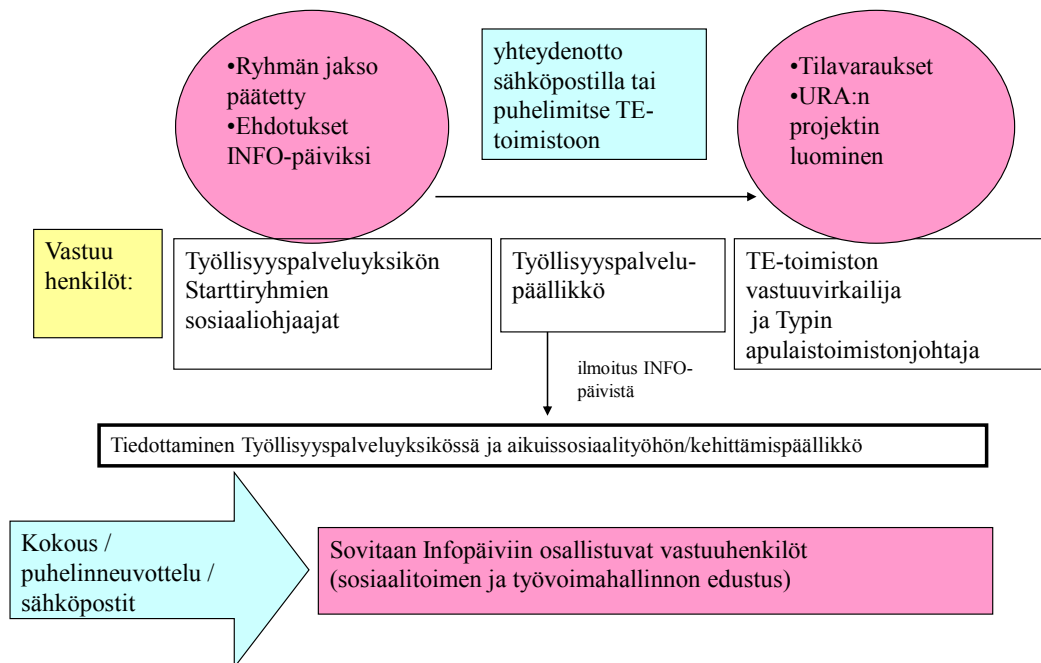 •Ryhmän jakso
päätetty
•Ehdotukset
INFO-päiviksi
yhteydenotto
sähköpostilla tai
puhelimitse TE-
toimistoon
•Tilavaraukset
•URA:n
projektin
luominen
Vastuu
henkilöt:
Työllisyyspalveluyksikön
Starttiryhmien
sosiaaliohjaajat
Työllisyyspalvelu-
päällikkö
TE-toimiston
vastuuvirkailija
ja Typin
apulaistoimistonjohtaja
ilmoitus INFO-
päivistä
Tiedottaminen Työllisyyspalveluyksikössä ja aikuissosiaalityöhön/kehittämispäällikkö
Kokous /
puhelinneuvottelu /
sähköpostit
Sovitaan Infopäiviin osallistuvat vastuuhenkilöt
(sosiaalitoimen ja työvoimahallinnon edustus)